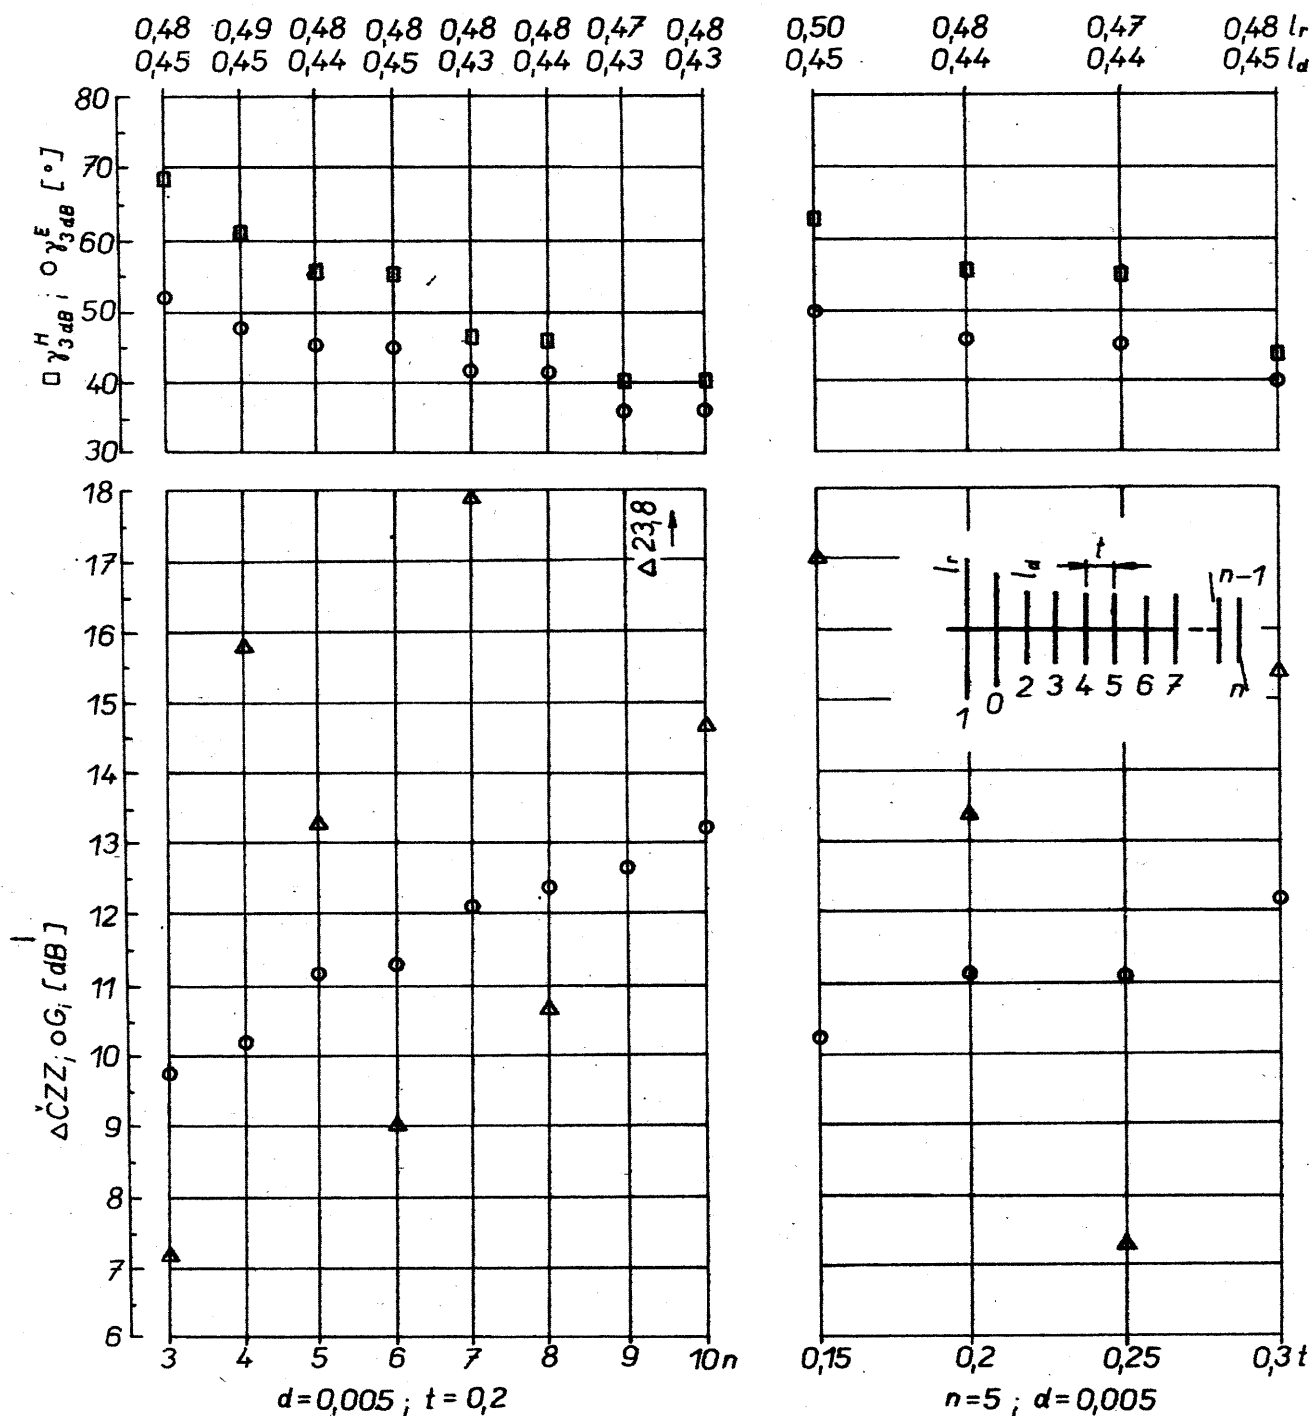 0,48 0,49 0,48 0,48 0,48 0,48 0,47 0,48
0,45 0,45 0,44 0,45 0,43 0,44 0,43 0,43
0,50 0,48 0,47 0,48 lr
0,45 0,44 0,44 0,45 ld
□ γ^H_3dB ; ○ γ^E_3dB [°]
80
70
60
50
40
30
△ČZZ ; ○Gi [dB]
18
17
16
15
14
13
12
11
10
9
8
7
6
△ 23,8 →
3 4 5 6 7 8 9 10 n
d=0,005 ; t=0,2
lr
ld
t
n-1
1 0 2 3 4 5 6 7 n
0,15 0,2 0,25 0,3 t
n=5 ; d=0,005